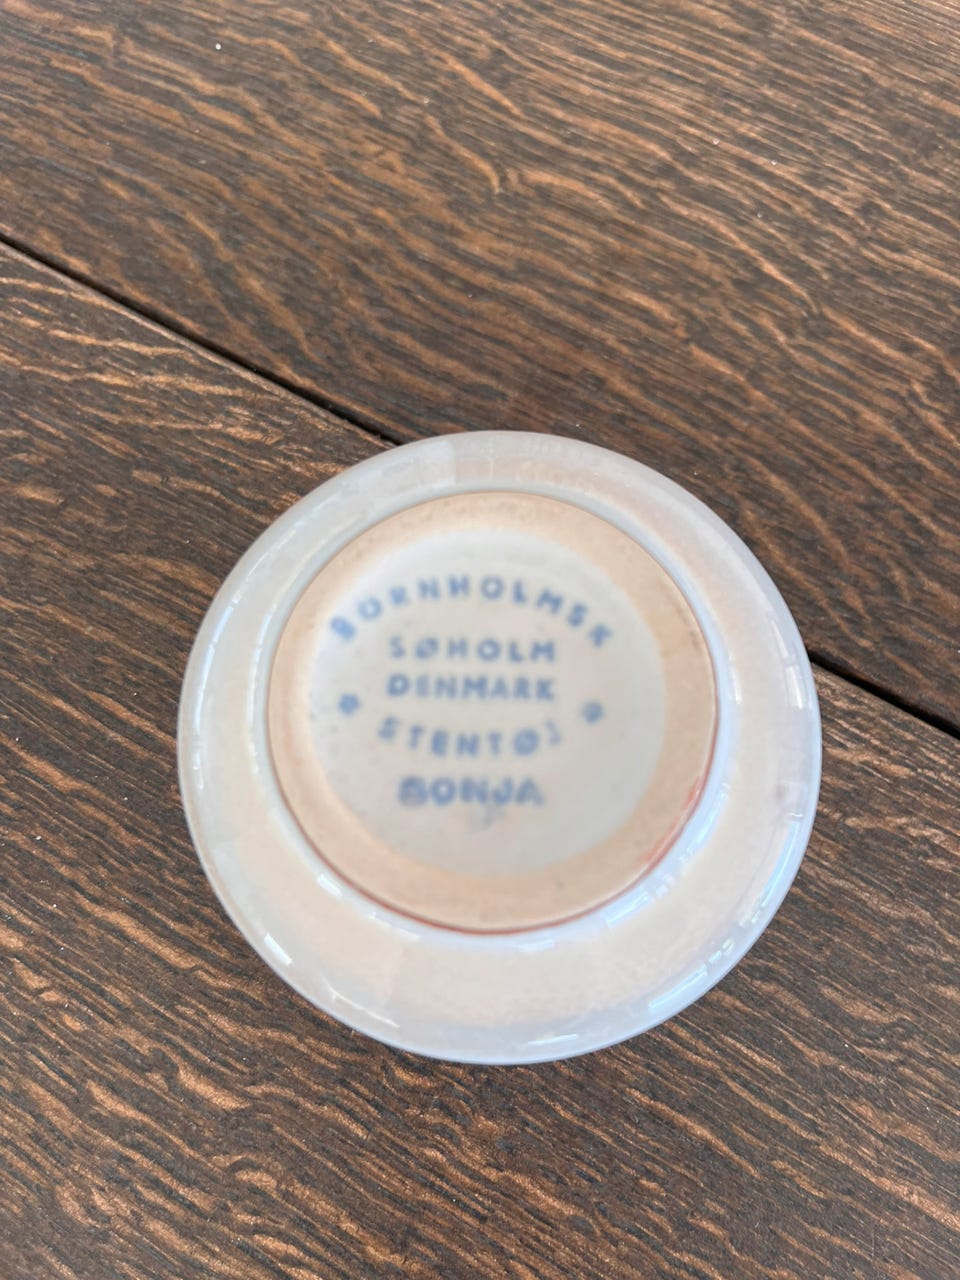 BORNHOLMSK
SØHOLM
DENMARK
STENTØJ
SONJA